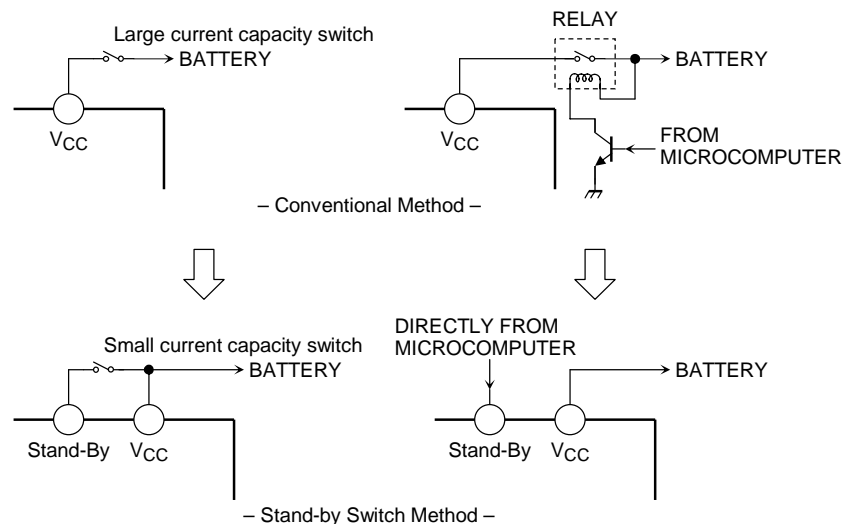 Large current capacity switch
BATTERY
VCC
RELAY
BATTERY
VCC
FROM
MICROCOMPUTER
– Conventional Method –
Small current capacity switch
BATTERY
Stand-By VCC
DIRECTLY FROM
MICROCOMPUTER
BATTERY
Stand-By VCC
– Stand-by Switch Method –